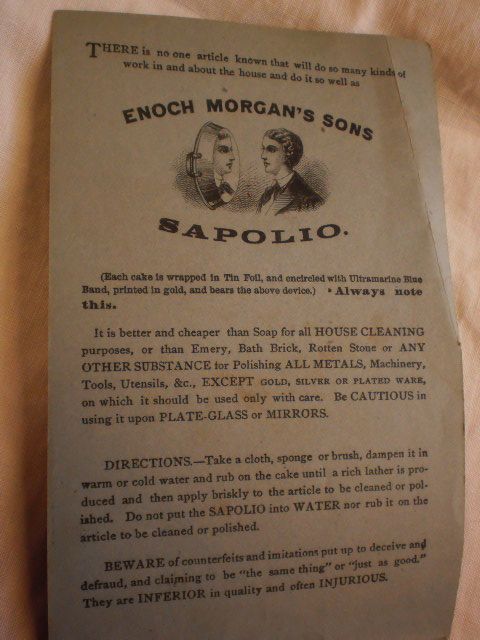 THERE is no one article known that will do so many kinds of
work in and about the house and do it so well as
ENOCH MORGAN'S SONS
SAPOLIO.
(Each cake is wrapped in Tin Foil, and encircled with Ultramarine Blue
Band, printed in gold, and bears the above device.) Always note
this.
It is better and cheaper than Soap for all HOUSE CLEANING
purposes, or than Emery, Bath Brick, Rotten Stone or ANY
OTHER SUBSTANCE for Polishing ALL METALS, Machinery,
Tools, Utensils, &c., EXCEPT GOLD, SILVER OR PLATED WARE,
on which it should be used only with care. Be CAUTIOUS in
using it upon PLATE-GLASS or MIRRORS.
DIRECTIONS.—Take a cloth, sponge or brush, dampen it in
warm or cold water and rub on the cake until a rich lather is pro-
duced and then apply briskly to the article to be cleaned or pol-
ished. Do not put the SAPOLIO into WATER nor rub it on the
article to be cleaned or polished.
BEWARE of counterfeits and imitations put up to deceive and
defraud, and claiming to be "the same thing" or "just as good."
They are INFERIOR in quality and often INJURIOUS.